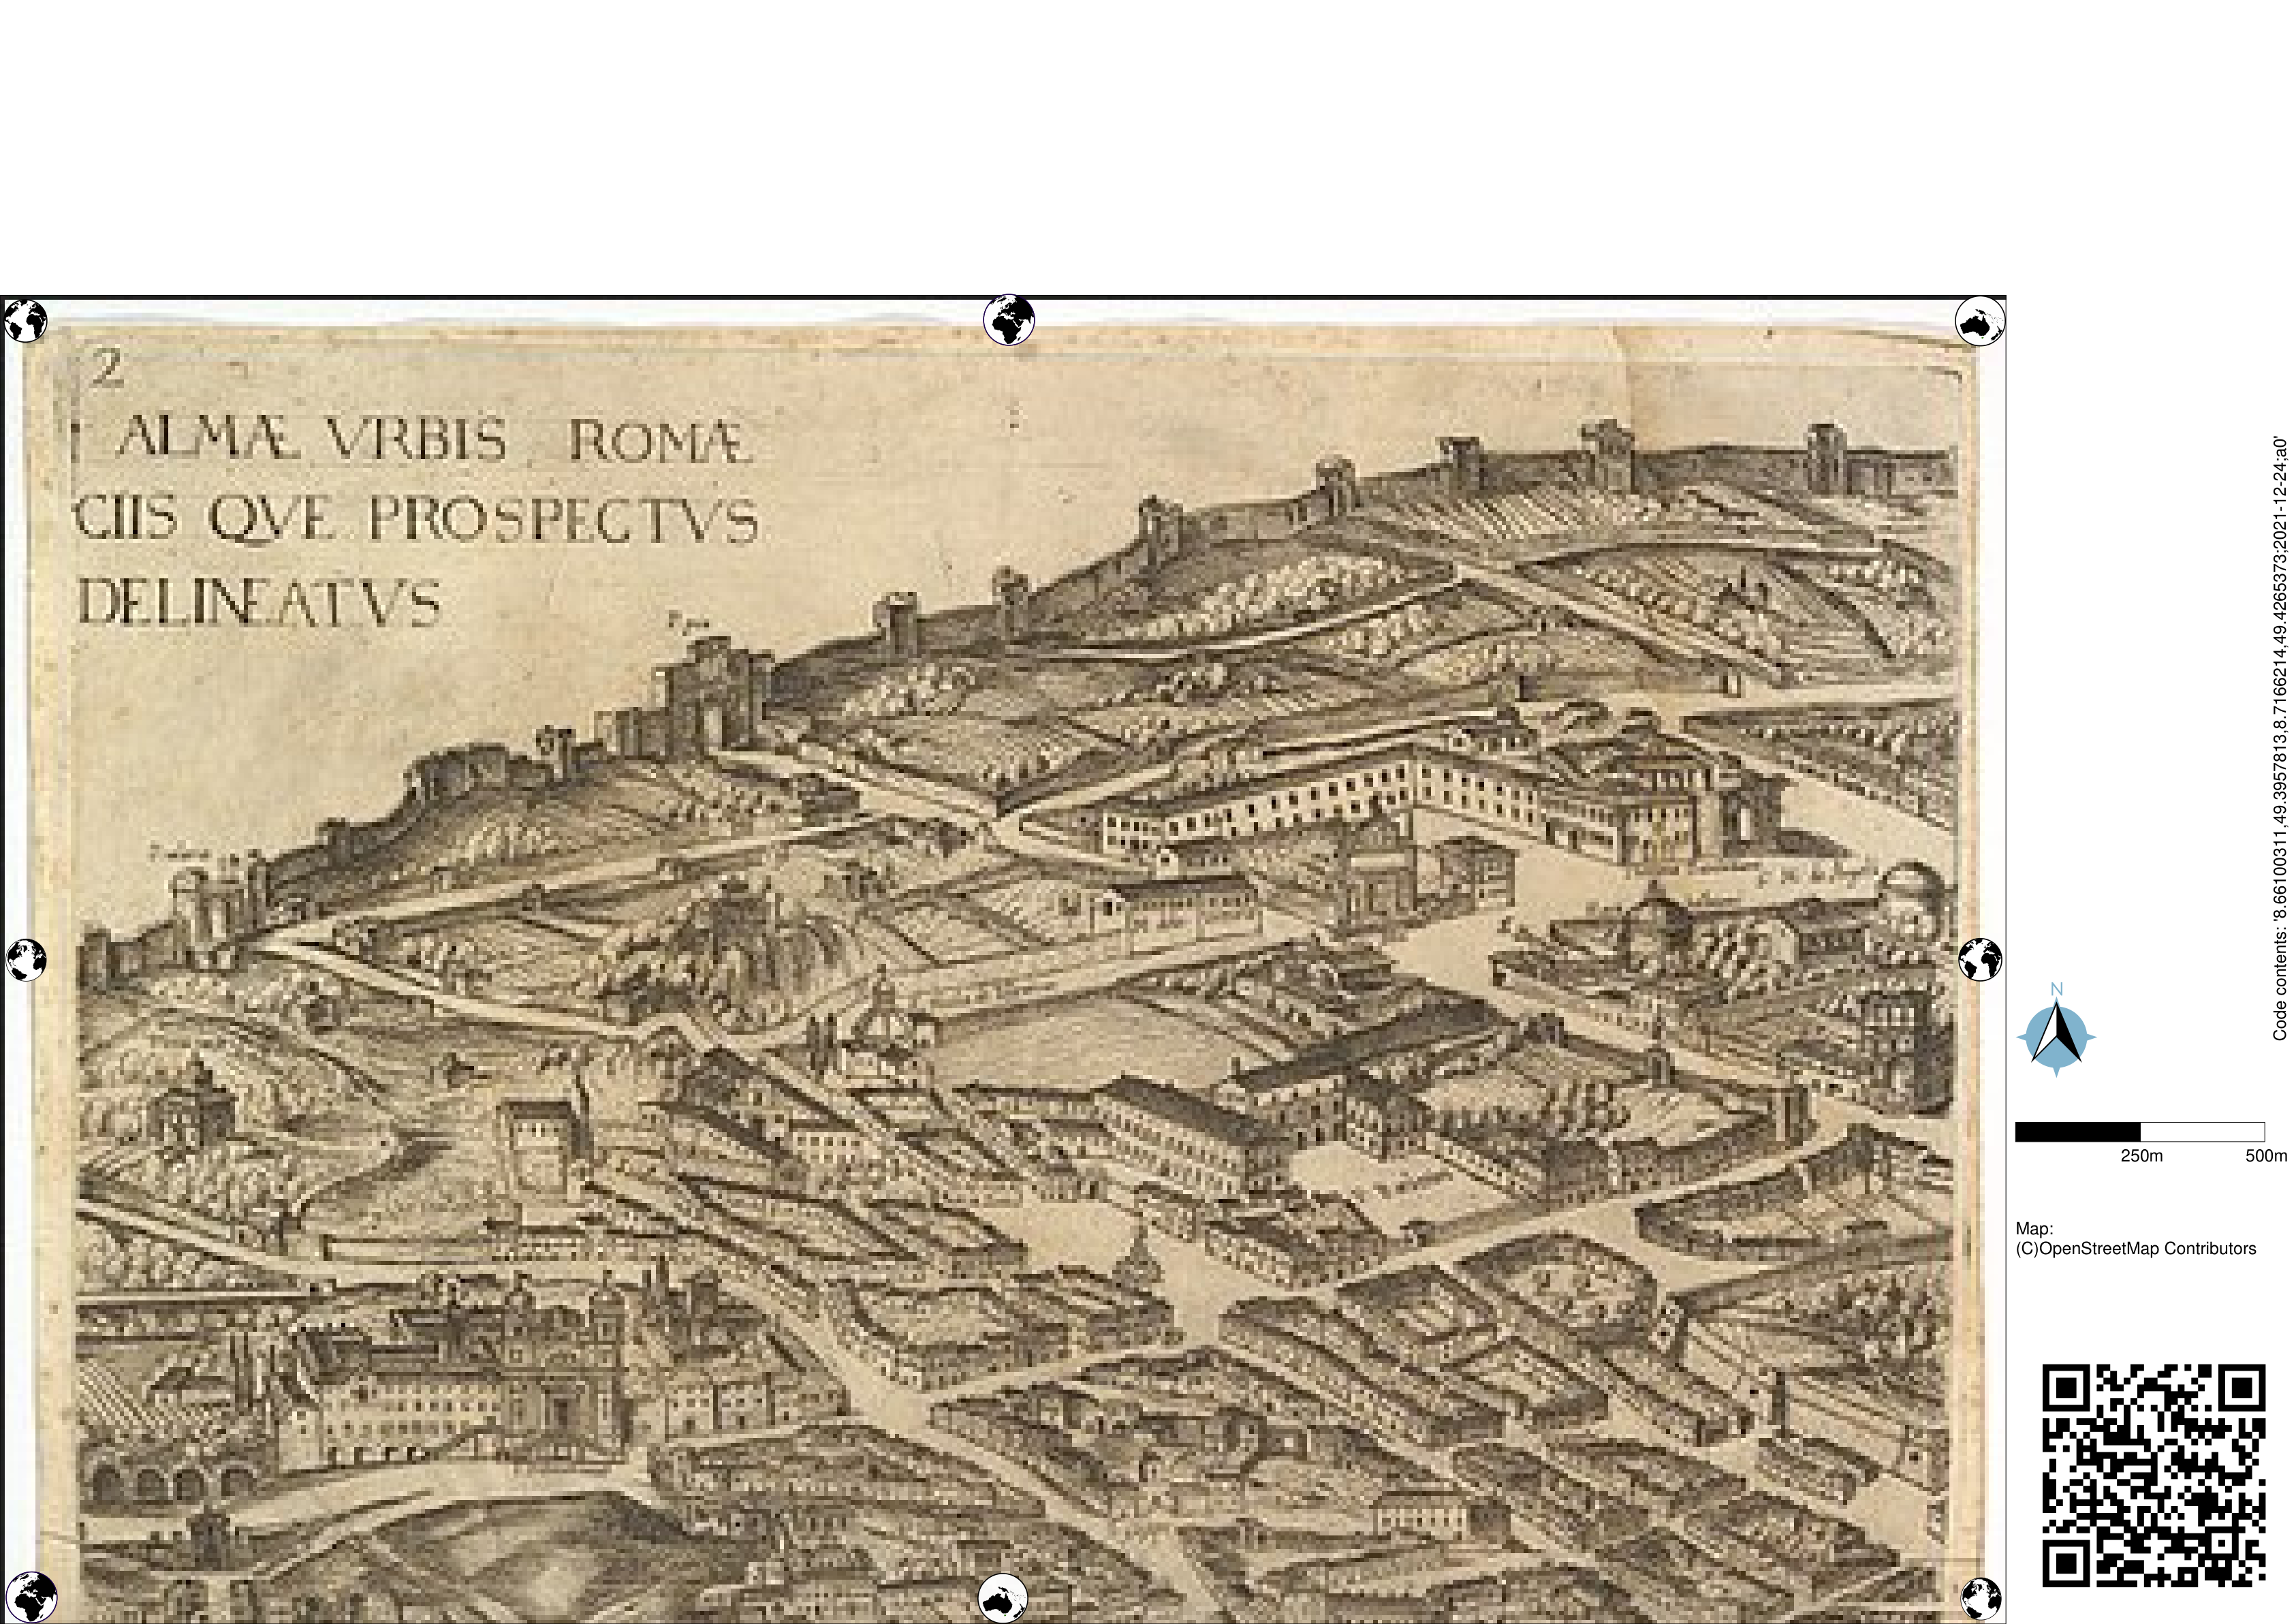 2
ALMÆ VRBIS ROMÆ
CIIS QVE PROSPECTVS
DELINEATVS
Code contents: '8.66100311,49.3957813,8.7166214,49.4265373;2021-12-24;a0'
N
250m 500m
Map:
(C)OpenStreetMap Contributors